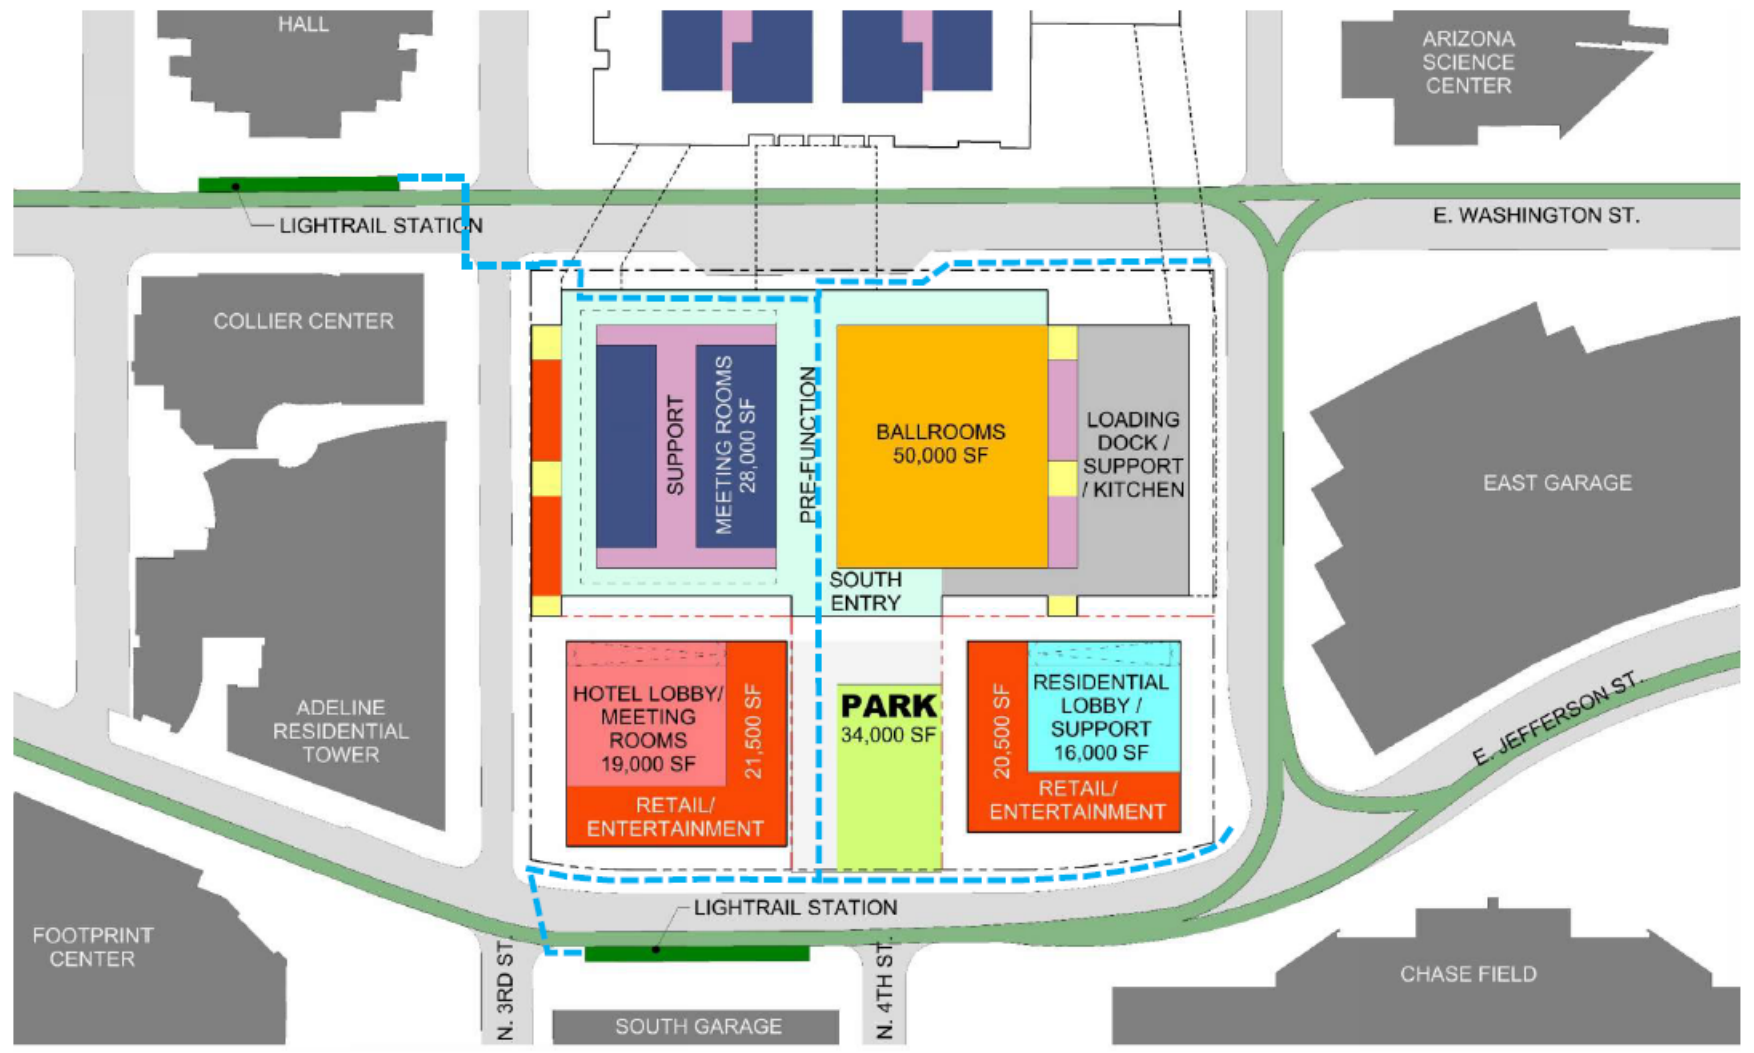 HALL
ARIZONA
SCIENCE
CENTER
LIGHTRAIL STATION
E. WASHINGTON ST.
COLLIER CENTER
SUPPORT
MEETING ROOMS
28,000 SF
PRE-FUNCTION
BALLROOMS
50,000 SF
LOADING
DOCK /
SUPPORT
/ KITCHEN
EAST GARAGE
SOUTH
ENTRY
ADELINE
RESIDENTIAL
TOWER
HOTEL LOBBY/
MEETING
ROOMS
19,000 SF
21,500 SF
RETAIL/
ENTERTAINMENT
PARK
34,000 SF
20,500 SF
RESIDENTIAL
LOBBY /
SUPPORT
16,000 SF
RETAIL/
ENTERTAINMENT
E. JEFFERSON ST.
LIGHTRAIL STATION
FOOTPRINT
CENTER
N. 3RD ST.
N. 4TH ST.
CHASE FIELD
SOUTH GARAGE